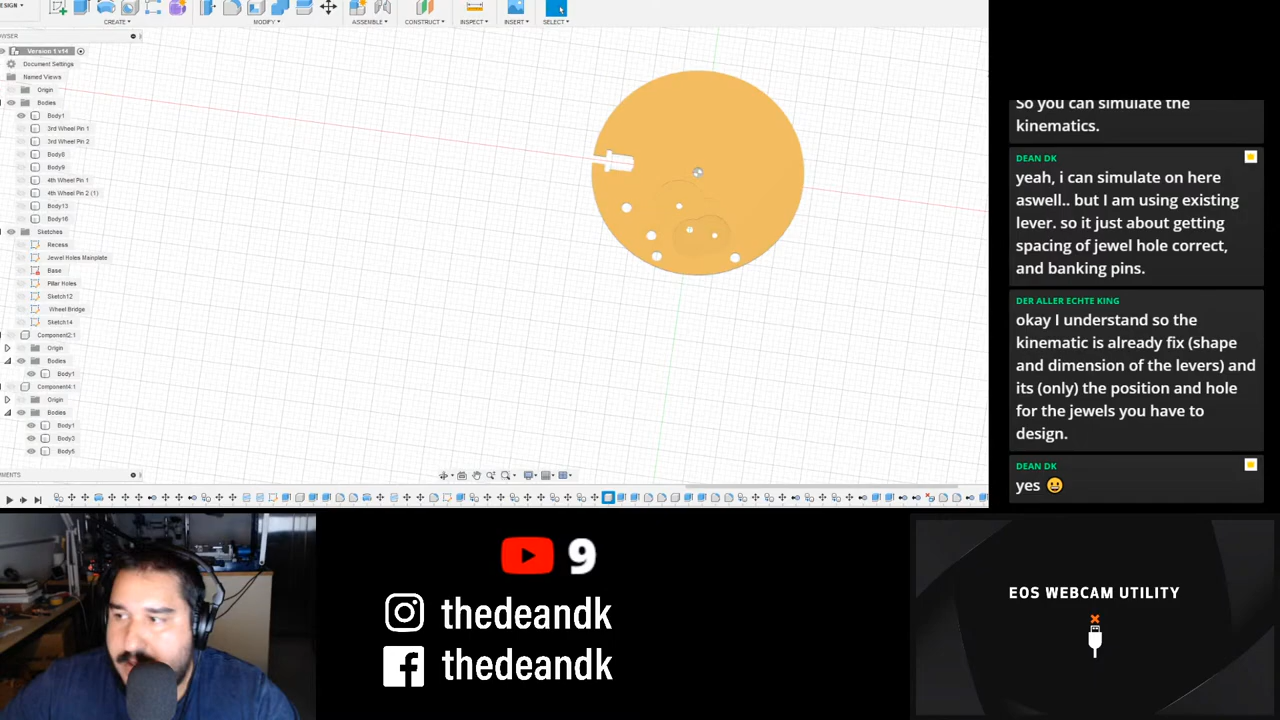 ESIGN
CREATE
MODIFY
ASSEMBLE
CONSTRUCT
INSPECT
INSERT
SELECT
OWSER
Version 1 v14
Document Settings
Named Views
Origin
Bodies
Body1
3rd Wheel Pin 1
3rd Wheel Pin 2
Body8
Body9
4th Wheel Pin 1
4th Wheel Pin 2 (1)
Body13
Body16
Sketches
Recess
Jewel Holes Mainplate
Base
Pillar Holes
Sketch12
Wheel Bridge
Sketch14
Component2:1
Origin
Bodies
Body1
Component4:1
Origin
Bodies
Body1
Body3
Body5
MMENTS
So you can simulate the
kinematics.
DEAN DK
yeah, i can simulate on here
aswell.. but I am using existing
lever. so it just about getting
spacing of jewel hole correct,
and banking pins.
DER ALLER ECHTE KING
okay I understand so the
kinematic is already fix (shape
and dimension of the levers) and
its (only) the position and hole
for the jewels you have to
design.
DEAN DK
yes 😀
9
thedeandk
thedeandk
EOS WEBCAM UTILITY